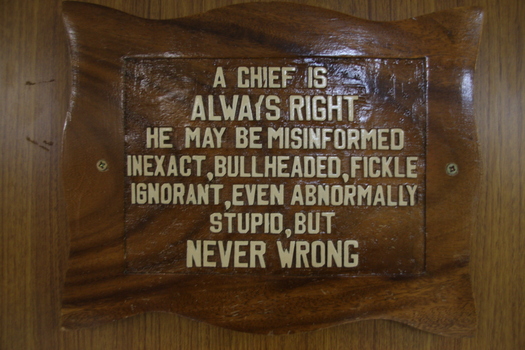 A CHIEF IS
ALWAYS RIGHT
HE MAY BE MISINFORMED
INEXACT, BULLHEADED, FICKLE
IGNORANT, EVEN ABNORMALLY
STUPID, BUT
NEVER WRONG